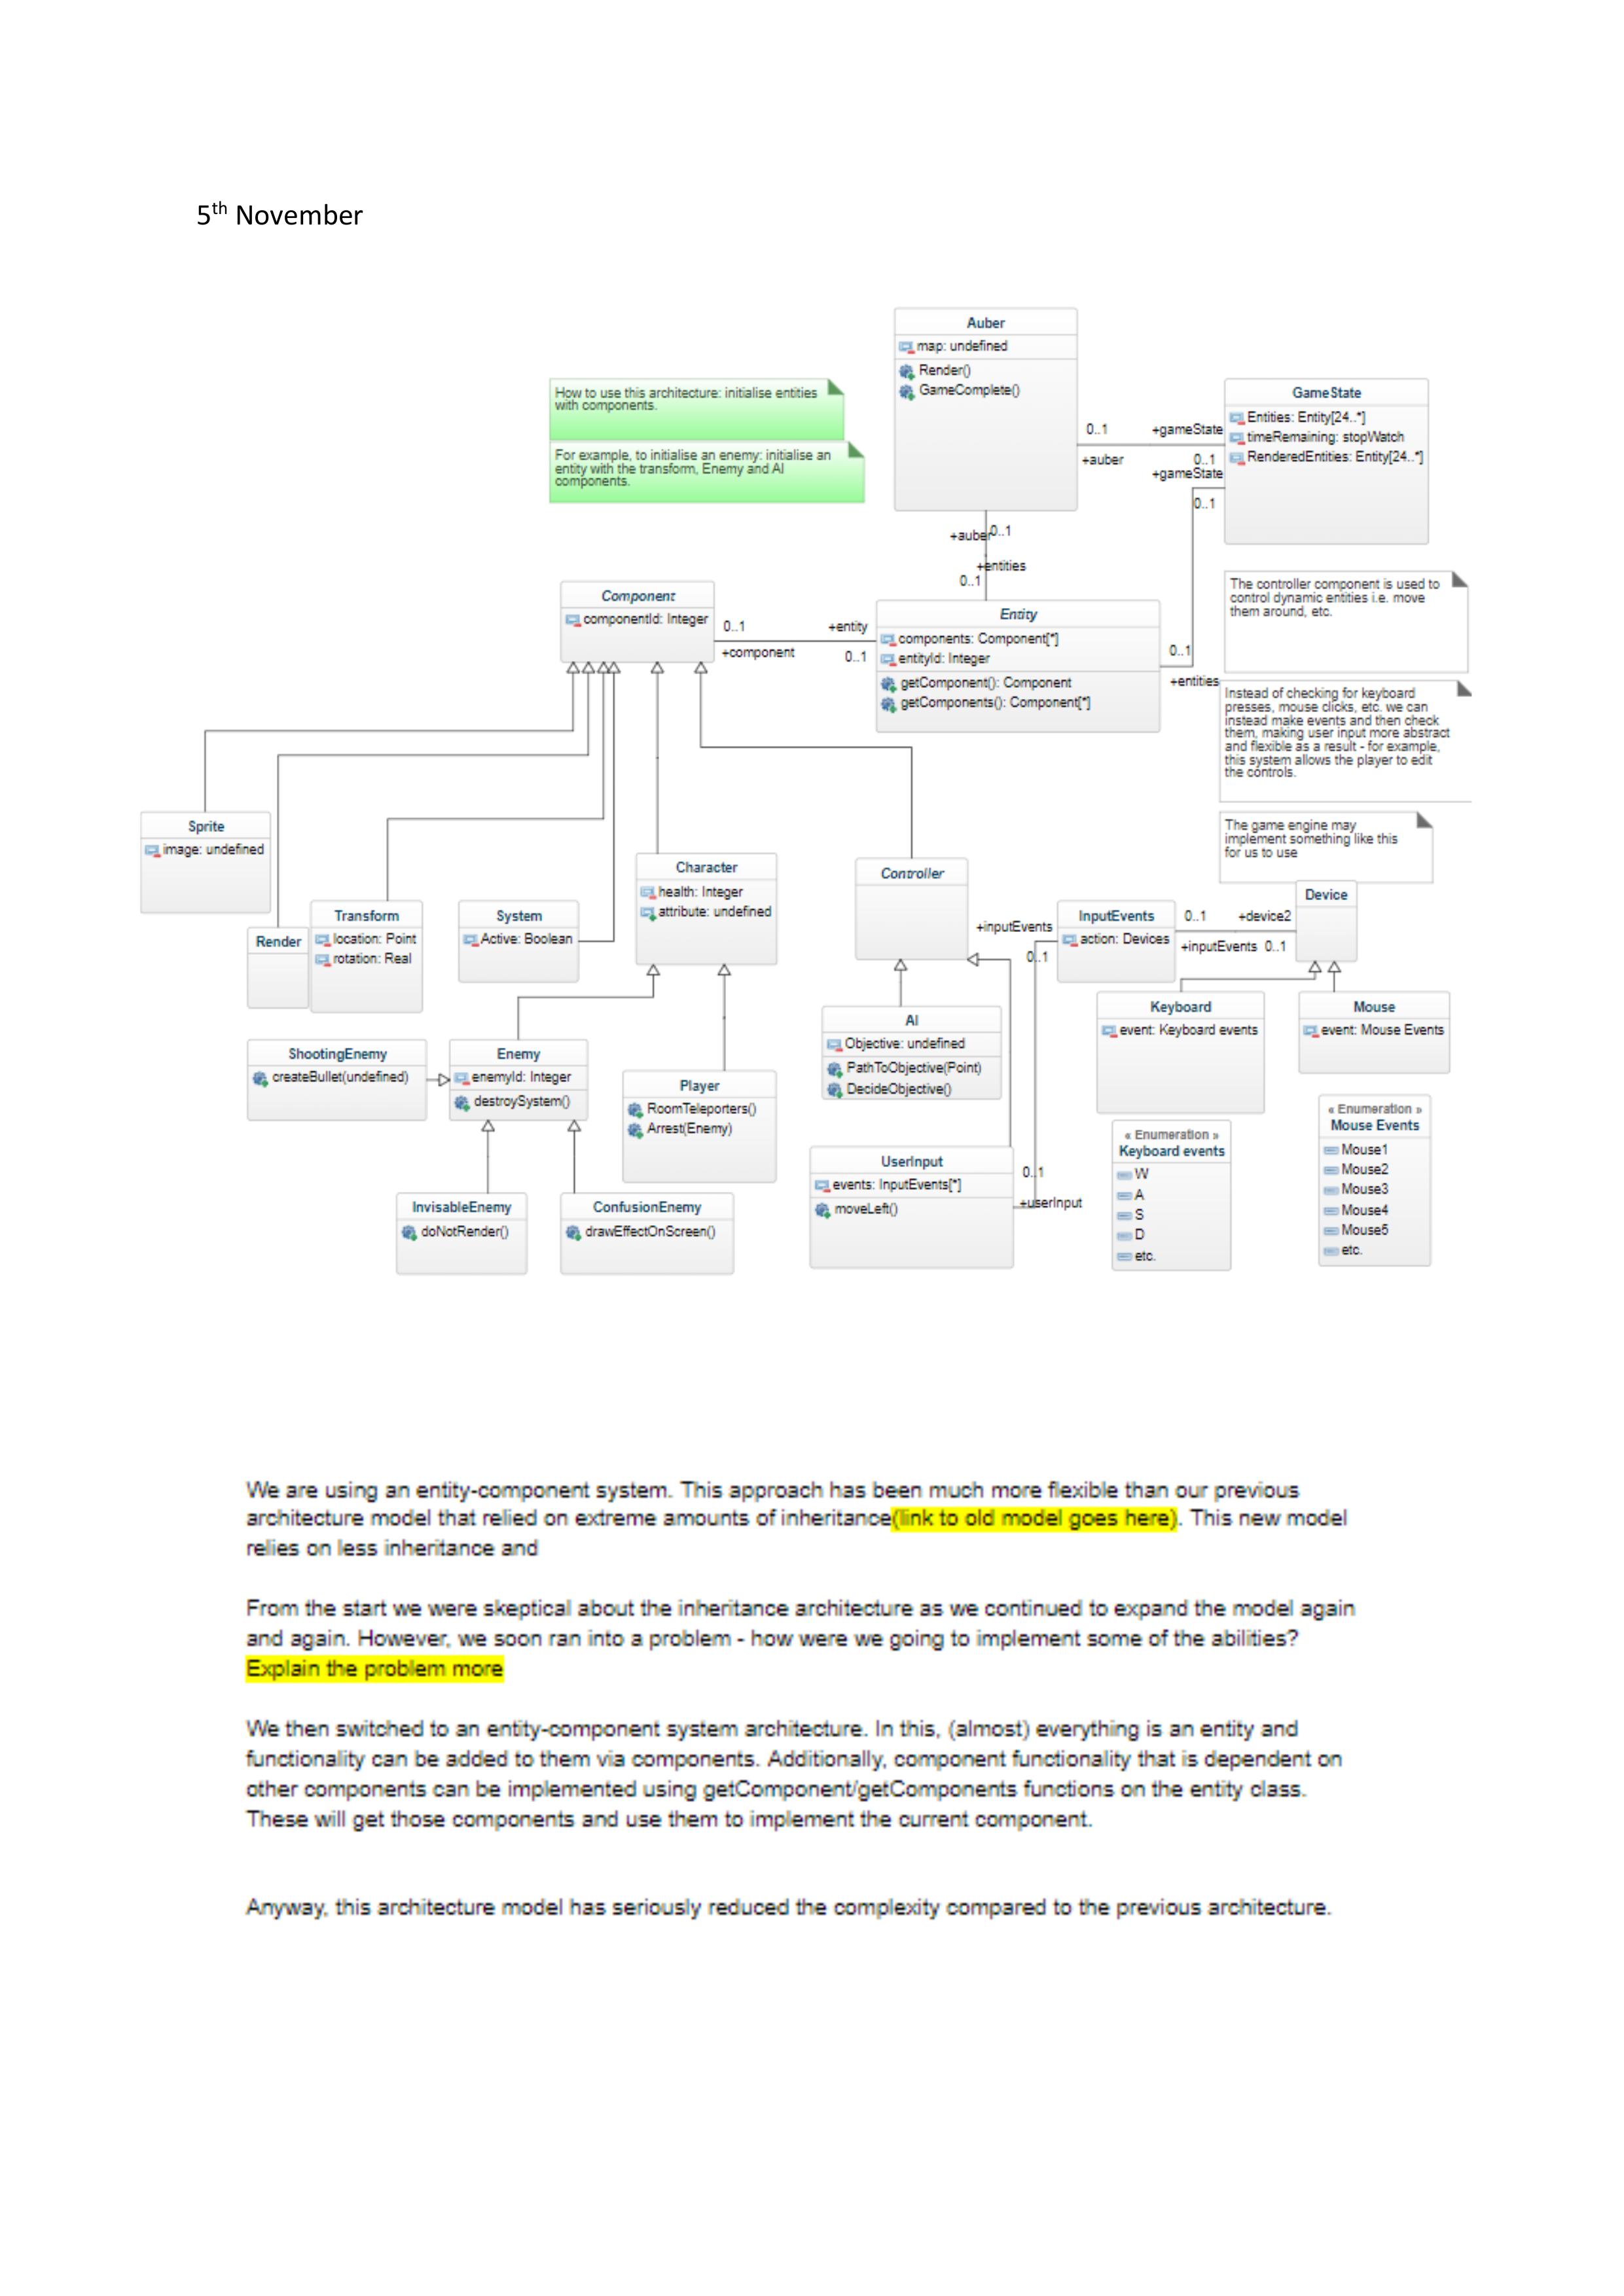 5th November
Auber
map: undefined
Render()
GameComplete()
How to use this architecture: initialise entities
with components.
For example, to initialise an enemy: initialise an
entity with the transform, Enemy and AI
components.
GameState
Entities: Entity[24..*]
timeRemaining: stopWatch
RenderedEntities: Entity[24..*]
0..1 +gameState
+auber 0..1
+gameState
0..1
+auber 0..1
+entities
0..1
Component
componentId: Integer
0..1 +entity
+component 0..1
Entity
components: Component[*]
entityId: Integer
getComponent(): Component
getComponents(): Component[*]
0..1
+entities
The controller component is used to
control dynamic entities i.e. move
them around, etc.
Instead of checking for keyboard
presses, mouse clicks, etc. we can
instead make events and then check
them, making user input more abstract
and flexible as a result - for example,
this system allows the player to edit
the controls.
The game engine may
implement something like this
for us to use
Sprite
image: undefined
Render
Transform
location: Point
rotation: Real
System
Active: Boolean
Character
health: Integer
attribute: undefined
Controller
+inputEvents
0..1
InputEvents
action: Devices
0..1 +device2
+inputEvents 0..1
Device
Keyboard
event: Keyboard events
Mouse
event: Mouse Events
ShootingEnemy
createBullet(undefined)
Enemy
enemyId: Integer
destroySystem()
Player
RoomTeleporters()
Arrest(Enemy)
AI
Objective: undefined
PathToObjective(Point)
DecideObjective()
InvisableEnemy
doNotRender()
ConfusionEnemy
drawEffectOnScreen()
UserInput
events: InputEvents[*]
moveLeft()
0..1
+userInput
« Enumeration »
Keyboard events
W
A
S
D
etc.
« Enumeration »
Mouse Events
Mouse1
Mouse2
Mouse3
Mouse4
Mouse5
etc.
We are using an entity-component system. This approach has been much more flexible than our previous
architecture model that relied on extreme amounts of inheritance(link to old model goes here). This new model
relies on less inheritance and
From the start we were skeptical about the inheritance architecture as we continued to expand the model again
and again. However, we soon ran into a problem - how were we going to implement some of the abilities?
Explain the problem more
We then switched to an entity-component system architecture. In this, (almost) everything is an entity and
functionality can be added to them via components. Additionally, component functionality that is dependent on
other components can be implemented using getComponent/getComponents functions on the entity class.
These will get those components and use them to implement the current component.
Anyway, this architecture model has seriously reduced the complexity compared to the previous architecture.